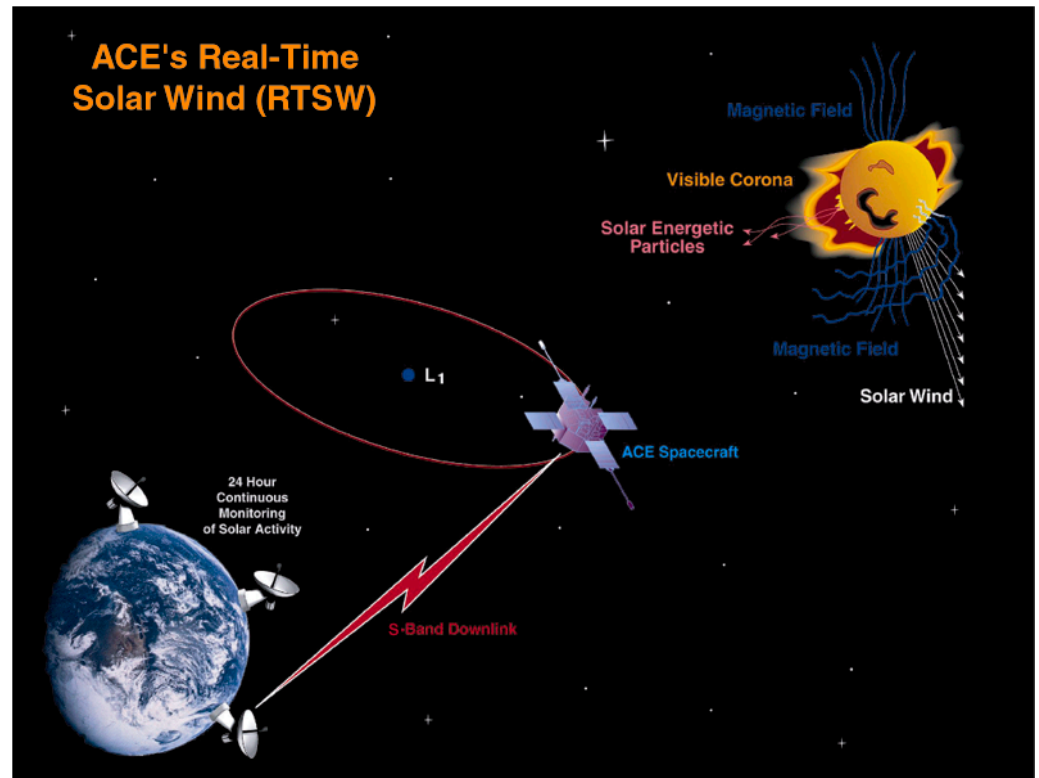 ACE's Real-Time
Solar Wind (RTSW)
Magnetic Field
Visible Corona
Solar Energetic
Particles
Magnetic Field
Solar Wind
L1
ACE Spacecraft
24 Hour
Continuous
Monitoring
of Solar Activity
S-Band Downlink